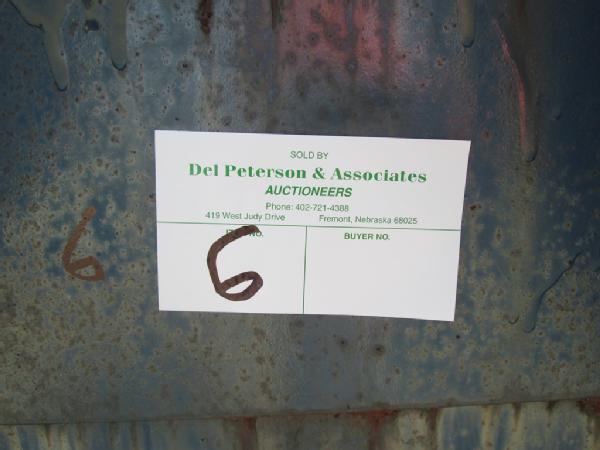 SOLD BY
Del Peterson & Associates
AUCTIONEERS
Phone: 402-721-4388
419 West Judy Drive Fremont, Nebraska 68025
NO. BUYER NO.
6
6